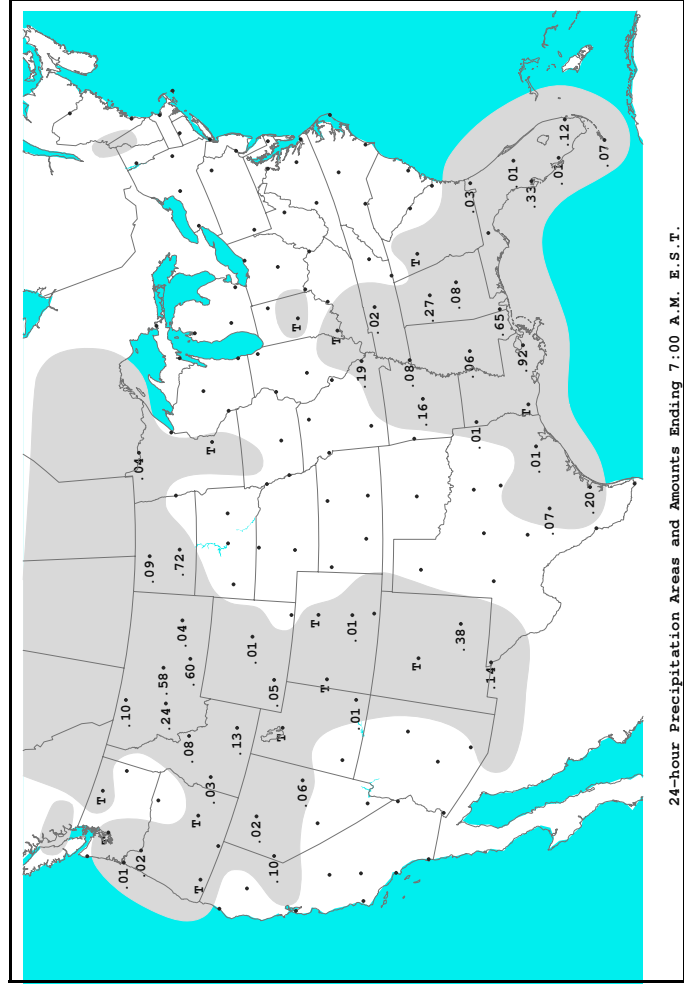 T
.10
.01
T
.04
.02
.09
.58
.24
.72
.04
.08
.60
T
T
.03
T
.13
.01
.02
.05
.10
T
T
.06
T
T
T
.01
.01
.19
.02
.08
T
T
.16
.27
.08
.38
.06
.03
.01
.14
.65
.01
.92
T
.33
.01
.07
.01
.12
.20
.07
24-hour Precipitation Areas and Amounts Ending 7:00 A.M. E.S.T.